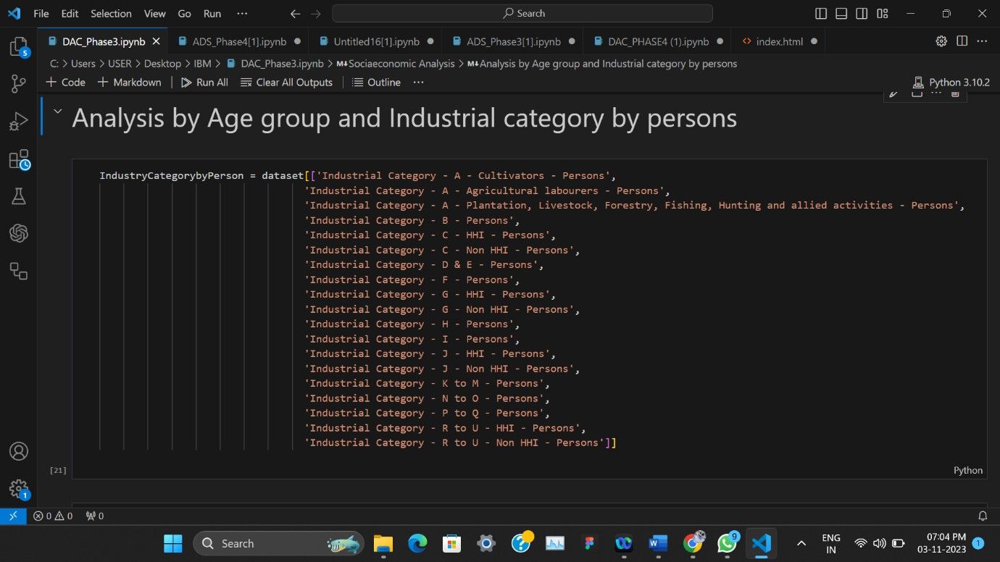 File Edit Selection View Go Run ··· Search
DAC_Phase3.ipynb ADS_Phase4[1].ipynb Untitled16[1].ipynb ADS_Phase3[1].ipynb DAC_PHASE4 (1).ipynb index.html
5
C: > Users > USER > Desktop > IBM > DAC_Phase3.ipynb > M↓Sociaeconomic Analysis > M↓Analysis by Age group and Industrial category by persons
+ Code + Markdown Run All Clear All Outputs Outline ··· Python 3.10.2
Analysis by Age group and Industrial category by persons
IndustryCategorybyPerson = dataset[['Industrial Category - A - Cultivators - Persons',
'Industrial Category - A - Agricultural labourers - Persons',
'Industrial Category - A - Plantation, Livestock, Forestry, Fishing, Hunting and allied activities - Persons',
'Industrial Category - B - Persons',
'Industrial Category - C - HHI - Persons',
'Industrial Category - C - Non HHI - Persons',
'Industrial Category - D & E - Persons',
'Industrial Category - F - Persons',
'Industrial Category - G - HHI - Persons',
'Industrial Category - G - Non HHI - Persons',
'Industrial Category - H - Persons',
'Industrial Category - I - Persons',
'Industrial Category - J - HHI - Persons',
'Industrial Category - J - Non HHI - Persons',
'Industrial Category - K to M - Persons',
'Industrial Category - N to O - Persons',
'Industrial Category - P to Q - Persons',
'Industrial Category - R to U - HHI - Persons',
'Industrial Category - R to U - Non HHI - Persons']]
[21] Python
1
0 0 0
Search 9 ENG 07:04 PM
IN 03-11-2023 1